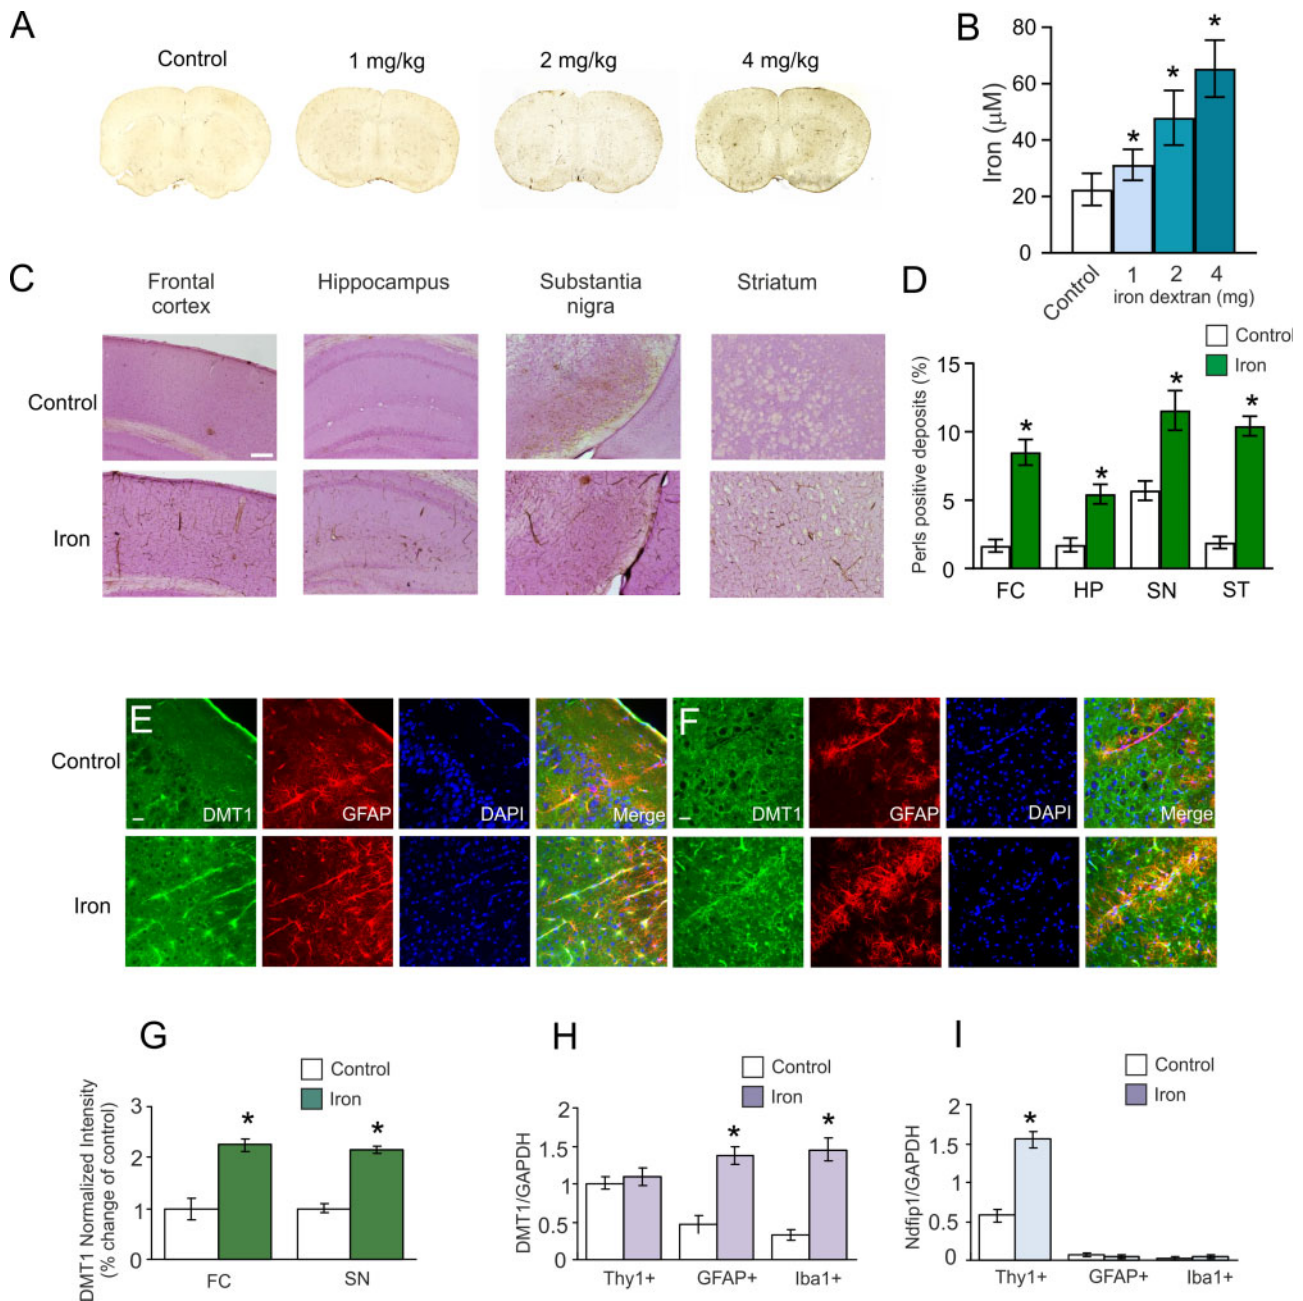 A
Control
1 mg/kg
2 mg/kg
4 mg/kg
B
Iron (µM)
80
60
40
20
0
*
*
*
Control
1
2
4
iron dextran (mg)
C
Frontal
cortex
Hippocampus
Substantia
nigra
Striatum
Control
Iron
D
Control
Iron
Perls positive deposits (%)
15
10
5
0
*
*
*
*
FC
HP
SN
ST
E
F
Control
DMT1
GFAP
DAPI
Merge
DMT1
GFAP
DAPI
Merge
Iron
G
Control
Iron
DMT1 Normalized Intensity
(% change of control)
3
2
1
0
*
*
FC
SN
H
Control
Iron
DMT1/GAPDH
2
1.5
1
0.5
0
*
*
Thy1+
GFAP+
Iba1+
I
Control
Iron
Ndfip1/GAPDH
2
1.5
1
0.5
0
*
Thy1+
GFAP+
Iba1+